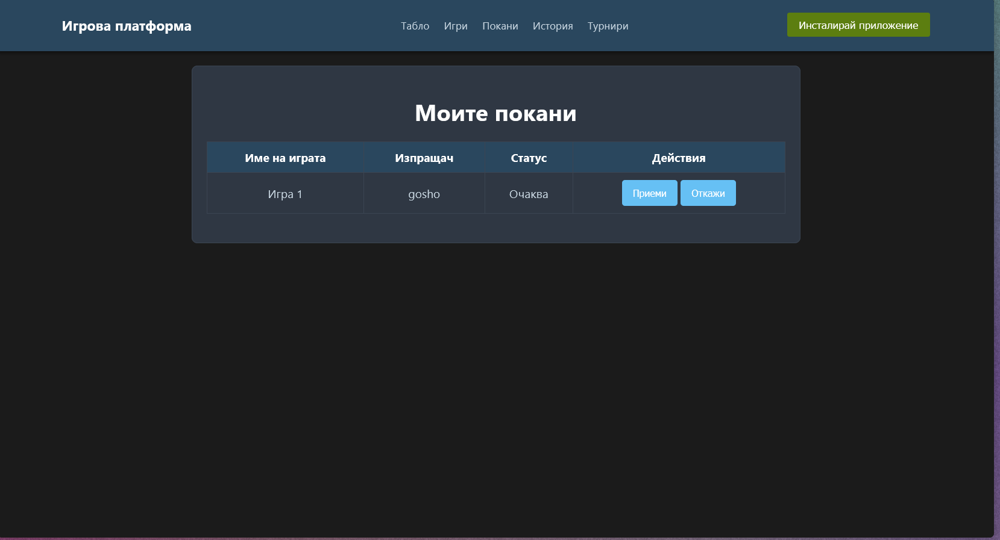 Игрова платформа
Табло Игри Покани История Турнири
Инсталирай приложение
Моите покани
Име на играта Изпращач Статус Действия
Игра 1 gosho Очаква Приеми Откажи